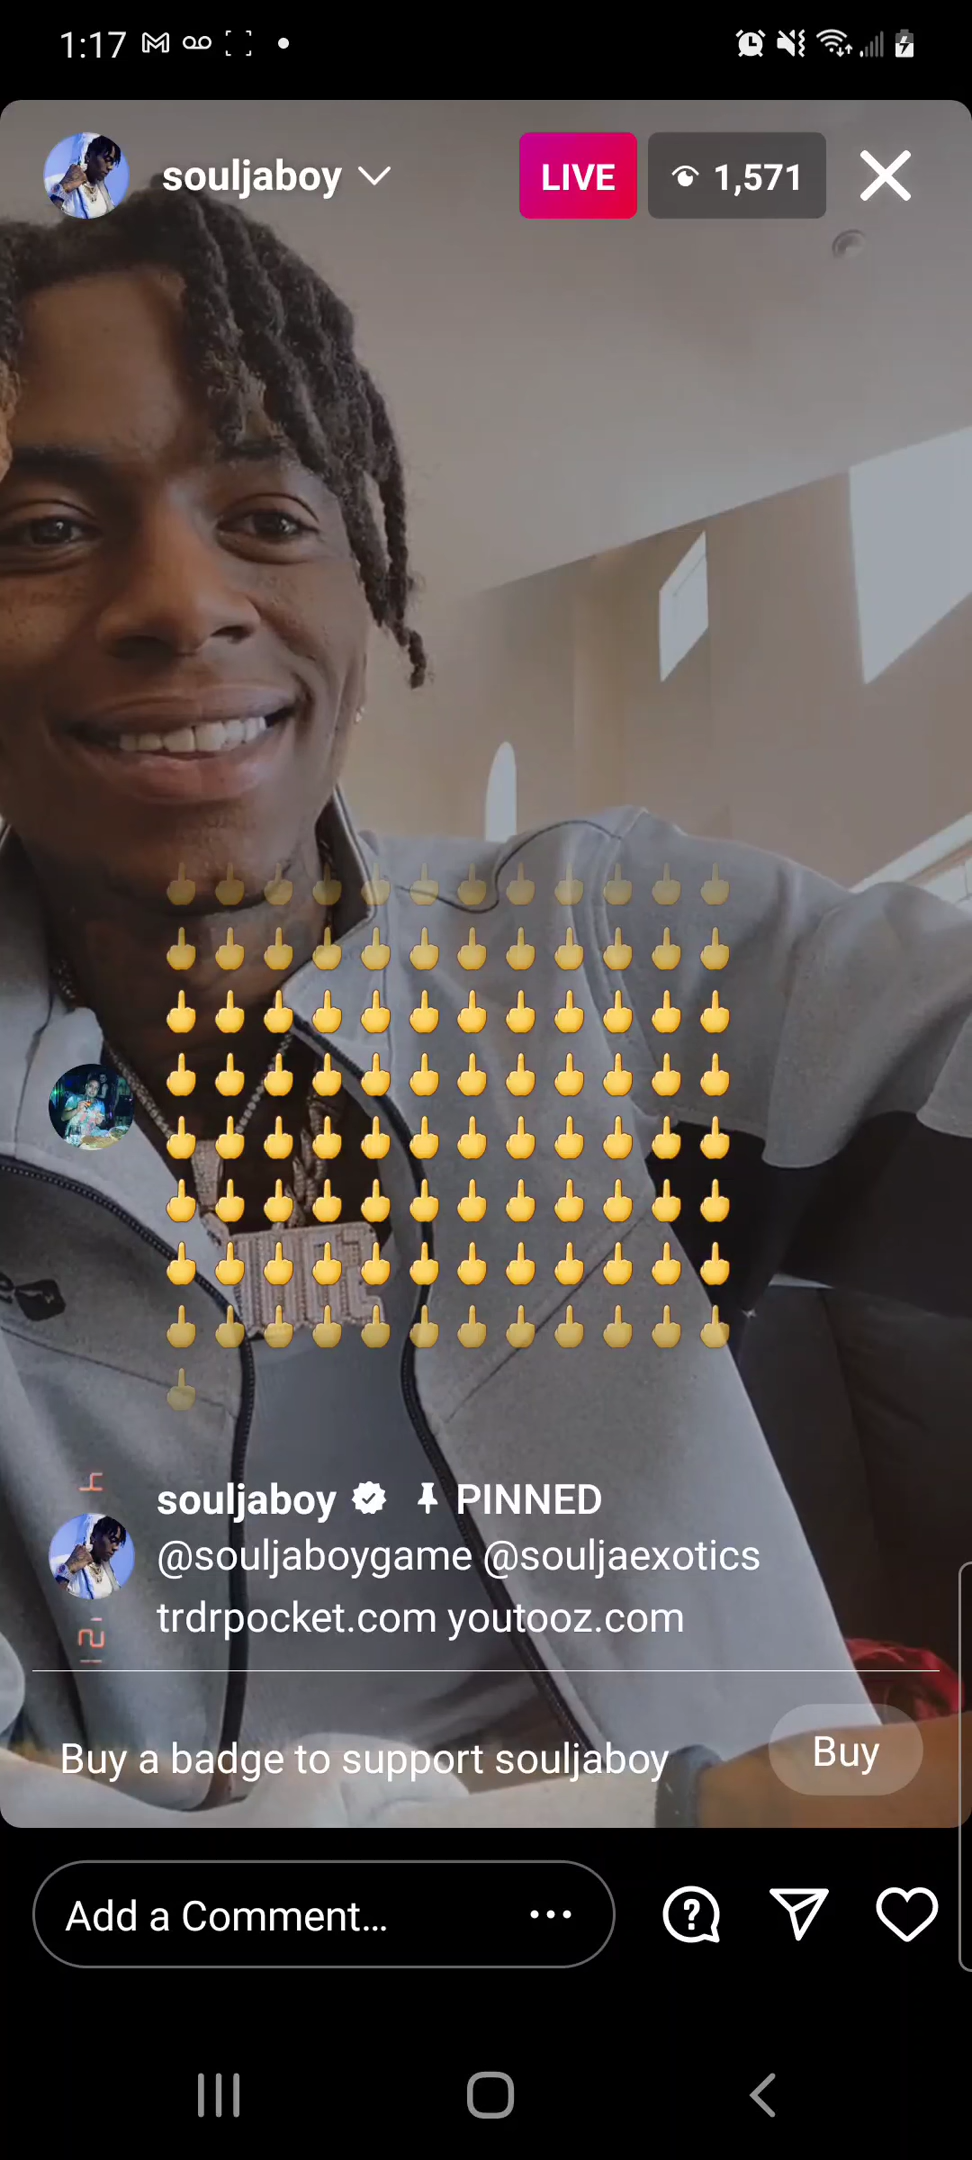 1:17
souljaboy
LIVE
1,571
souljaboy PINNED
@souljaboygame @souljaexotics
trdrpocket.com youtooz.com
Buy a badge to support souljaboy
Buy
Add a Comment...